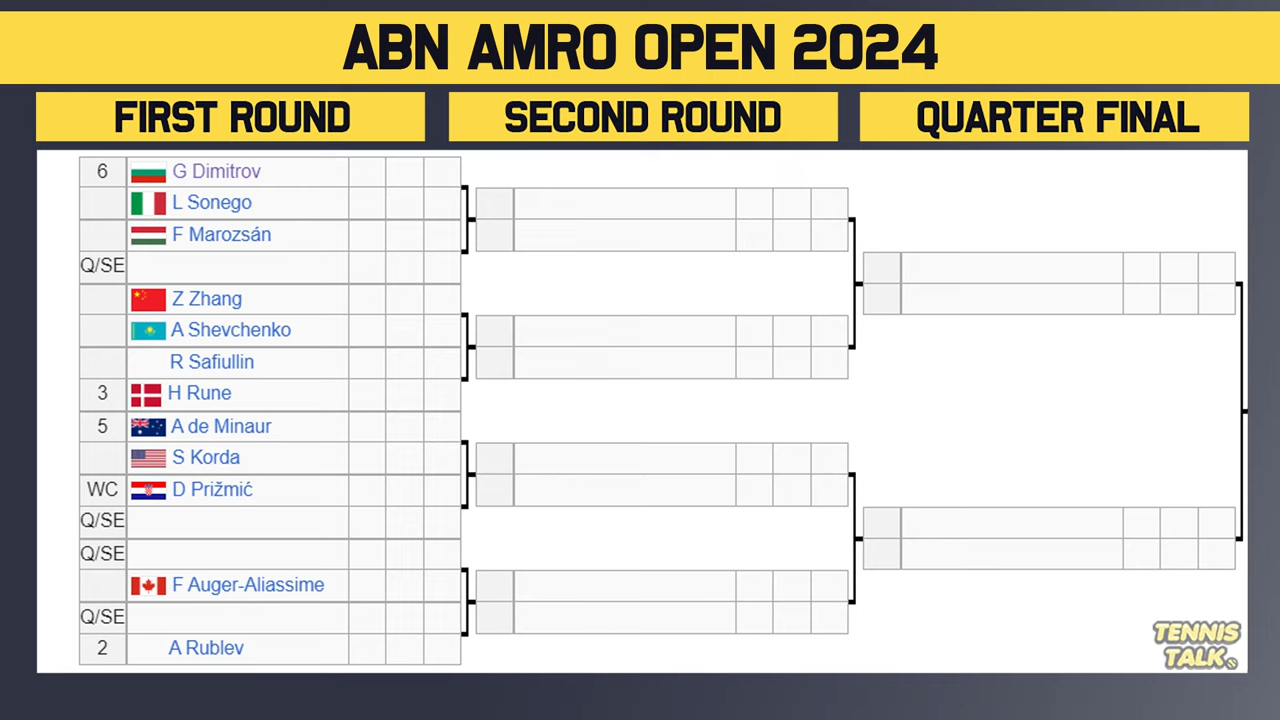 ABN AMRO OPEN 2024
FIRST ROUND
SECOND ROUND
QUARTER FINAL
6 G Dimitrov
L Sonego
F Marozsán
Q/SE
Z Zhang
A Shevchenko
R Safiullin
3 H Rune
5 A de Minaur
S Korda
WC D Prižmić
Q/SE
Q/SE
F Auger-Aliassime
Q/SE
2 A Rublev
TENNIS
TALK